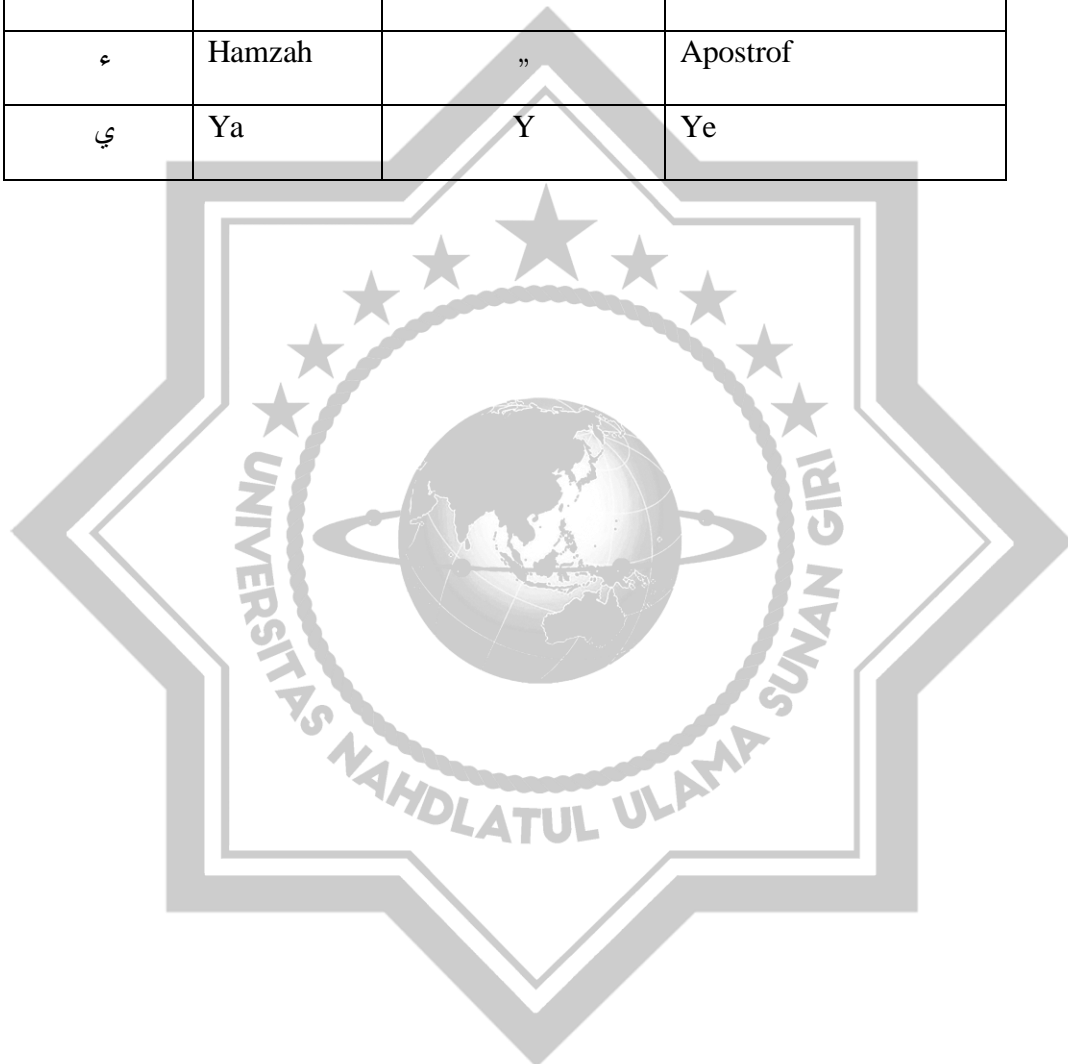 ء Hamzah „ Apostrof
ي Ya Y Ye
UNIVERSITAS NAHDLATUL ULAMA SUNAN GIRI